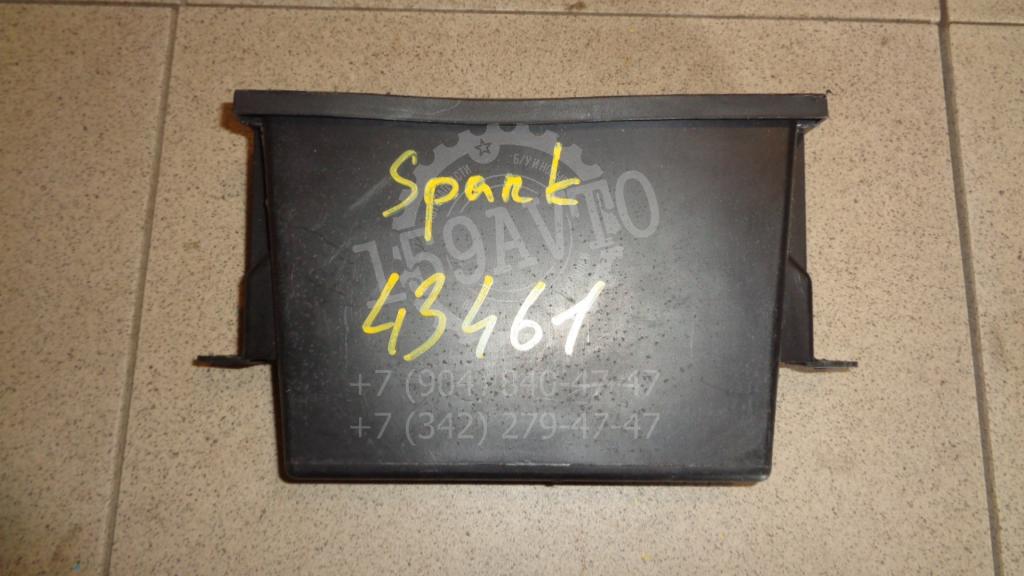 Spark
159AVTO
43461
+7 (904) 840-47-47
+7 (342) 279-47-47